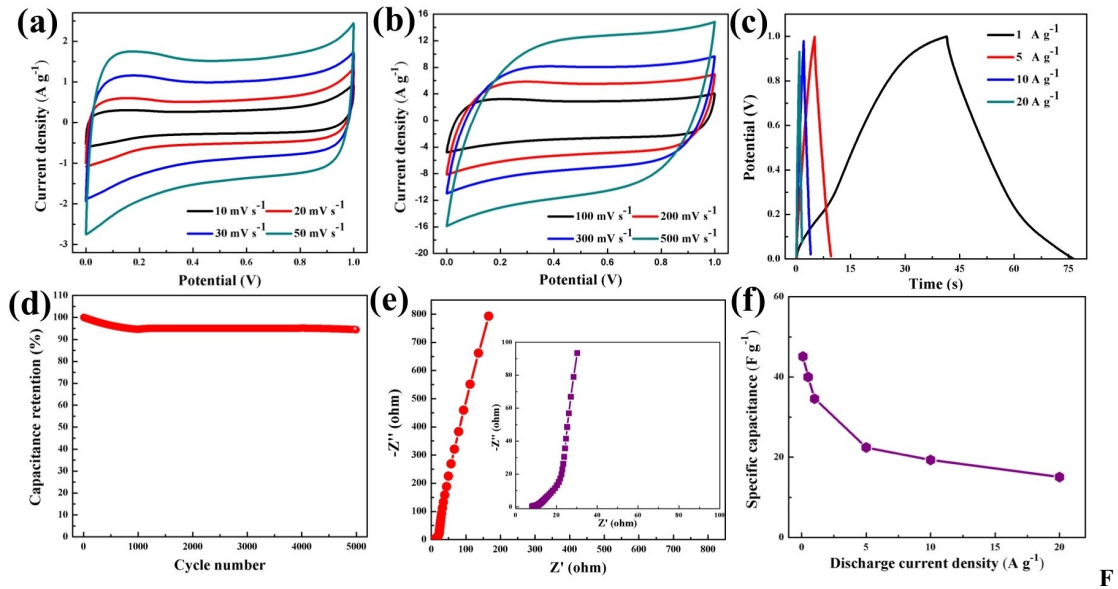 (a)
Current density (A g⁻¹)
2
1
0
-1
-2
-3
0.0 0.2 0.4 0.6 0.8 1.0
Potential (V)
10 mV s⁻¹ 20 mV s⁻¹
30 mV s⁻¹ 50 mV s⁻¹
(b)
Current density (A g⁻¹)
16
12
8
4
0
-4
-8
-12
-16
-20
0.0 0.2 0.4 0.6 0.8 1.0
Potential (V)
100 mV s⁻¹ 200 mV s⁻¹
300 mV s⁻¹ 500 mV s⁻¹
(c)
Potential (V)
1.0
0.8
0.6
0.4
0.2
0.0
0 15 30 45 60 75
Time (s)
1 A g⁻¹
5 A g⁻¹
10 A g⁻¹
20 A g⁻¹
(d)
Capacitance retention (%)
110
100
90
80
70
60
50
40
30
20
10
0
0 1000 2000 3000 4000 5000
Cycle number
(e)
-Z'' (ohm)
800
700
600
500
400
300
200
100
0
0 100 200 300 400 500 600 700 800
Z' (ohm)
-Z'' (ohm)
100
80
60
40
20
0
0 20 40 60 80 100
Z' (ohm)
(f)
Specific capacitance (F g⁻¹)
60
40
20
0
0 5 10 15 20
Discharge current density (A g⁻¹)
F